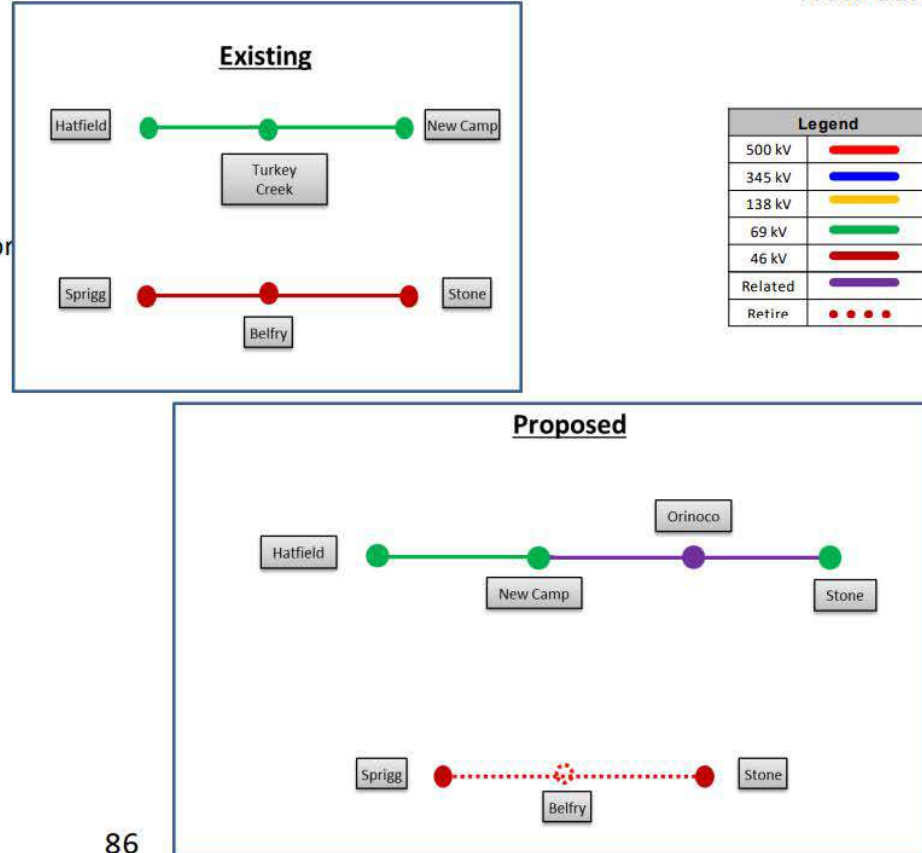 Existing
Hatfield
New Camp
Turkey
Creek
or
Sprigg
Stone
Belfry
Legend
500 kV
345 kV
138 kV
69 kV
46 kV
Related
Retire
Proposed
Orinoco
Hatfield
New Camp
Stone
Sprigg
Stone
Belfry
86